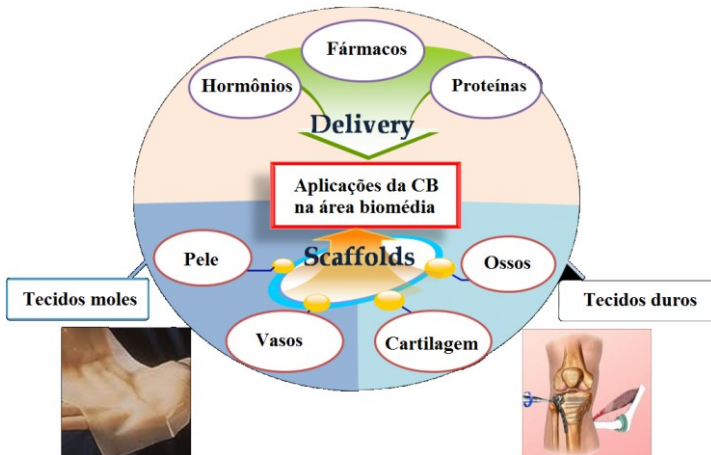 Fármacos
Hormônios
Proteínas
Delivery
Aplicações da CB
na área biomédia
Pele
Scaffolds
Ossos
Tecidos moles
Tecidos duros
Vasos
Cartilagem